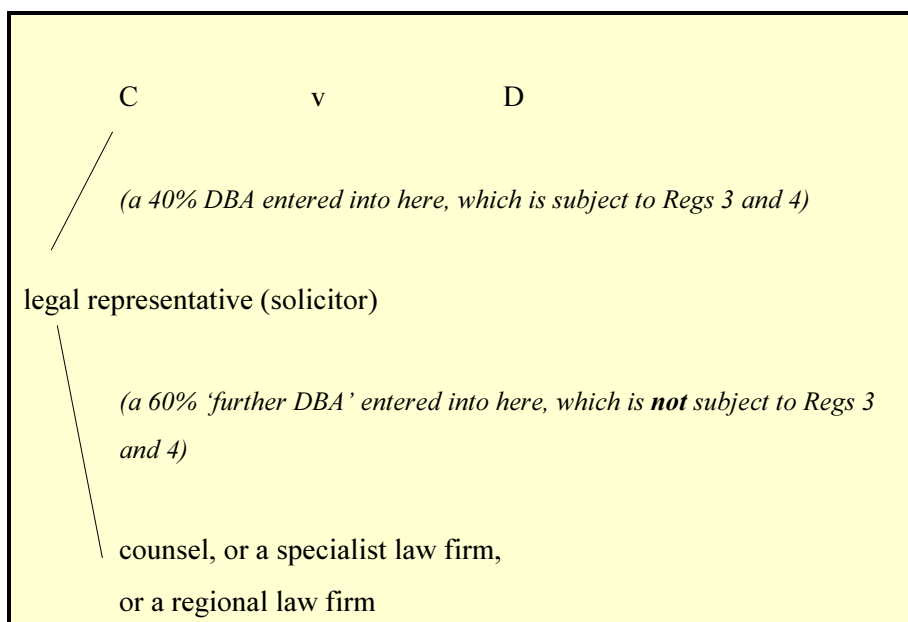 C v D
(a 40% DBA entered into here, which is subject to Regs 3 and 4)
legal representative (solicitor)
(a 60% ‘further DBA’ entered into here, which is not subject to Regs 3
and 4)
counsel, or a specialist law firm,
or a regional law firm